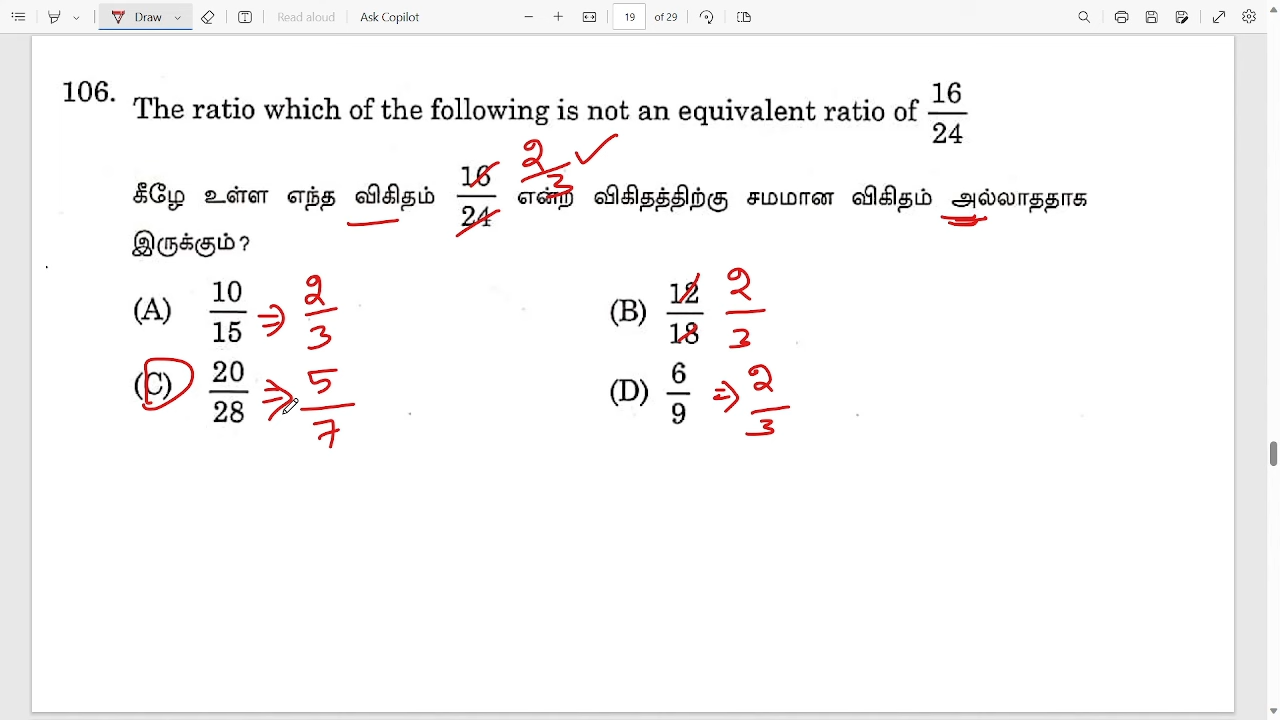 Draw Read aloud Ask Copilot 19 of 29
106. The ratio which of the following is not an equivalent ratio of 16/24
கீழே உள்ள எந்த விகிதம் 16/24 என்ற விகிதத்திற்கு சமமான விகிதம் அல்லாததாக 2/3
இருக்கும்?
(A) 10/15 ⇒ 2/3 (B) 12/18 2/3
(C) 20/28 ⇒ 5/7 (D) 6/9 ⇒ 2/3